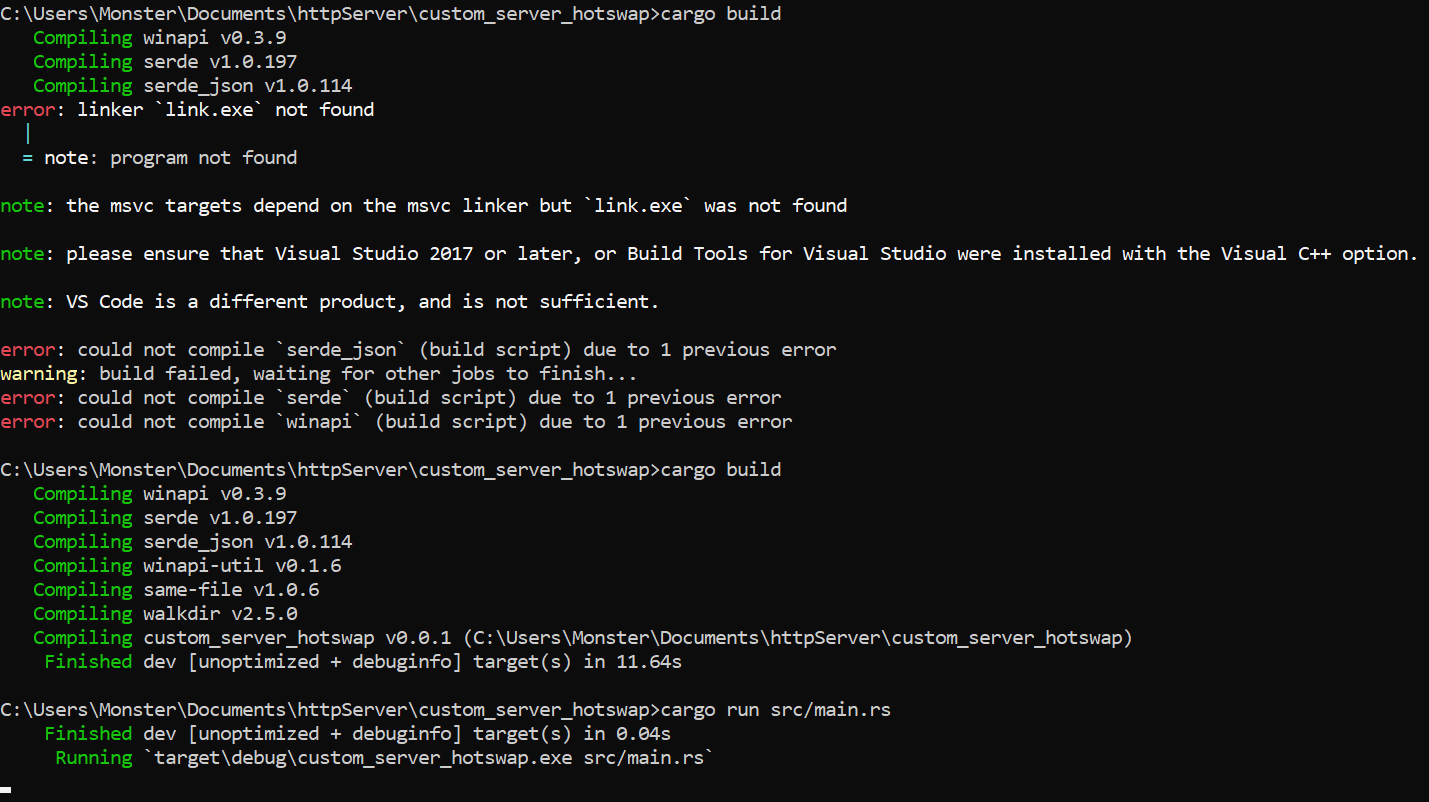 C:\Users\Monster\Documents\httpServer\custom_server_hotswap>cargo build
   Compiling winapi v0.3.9
   Compiling serde v1.0.197
   Compiling serde_json v1.0.114
error: linker `link.exe` not found
  |
  = note: program not found

note: the msvc targets depend on the msvc linker but `link.exe` was not found

note: please ensure that Visual Studio 2017 or later, or Build Tools for Visual Studio were installed with the Visual C++ option.

note: VS Code is a different product, and is not sufficient.

error: could not compile `serde_json` (build script) due to 1 previous error
warning: build failed, waiting for other jobs to finish...
error: could not compile `serde` (build script) due to 1 previous error
error: could not compile `winapi` (build script) due to 1 previous error

C:\Users\Monster\Documents\httpServer\custom_server_hotswap>cargo build
   Compiling winapi v0.3.9
   Compiling serde v1.0.197
   Compiling serde_json v1.0.114
   Compiling winapi-util v0.1.6
   Compiling same-file v1.0.6
   Compiling walkdir v2.5.0
   Compiling custom_server_hotswap v0.0.1 (C:\Users\Monster\Documents\httpServer\custom_server_hotswap)
    Finished dev [unoptimized + debuginfo] target(s) in 11.64s

C:\Users\Monster\Documents\httpServer\custom_server_hotswap>cargo run src/main.rs
    Finished dev [unoptimized + debuginfo] target(s) in 0.04s
     Running `target\debug\custom_server_hotswap.exe src/main.rs`